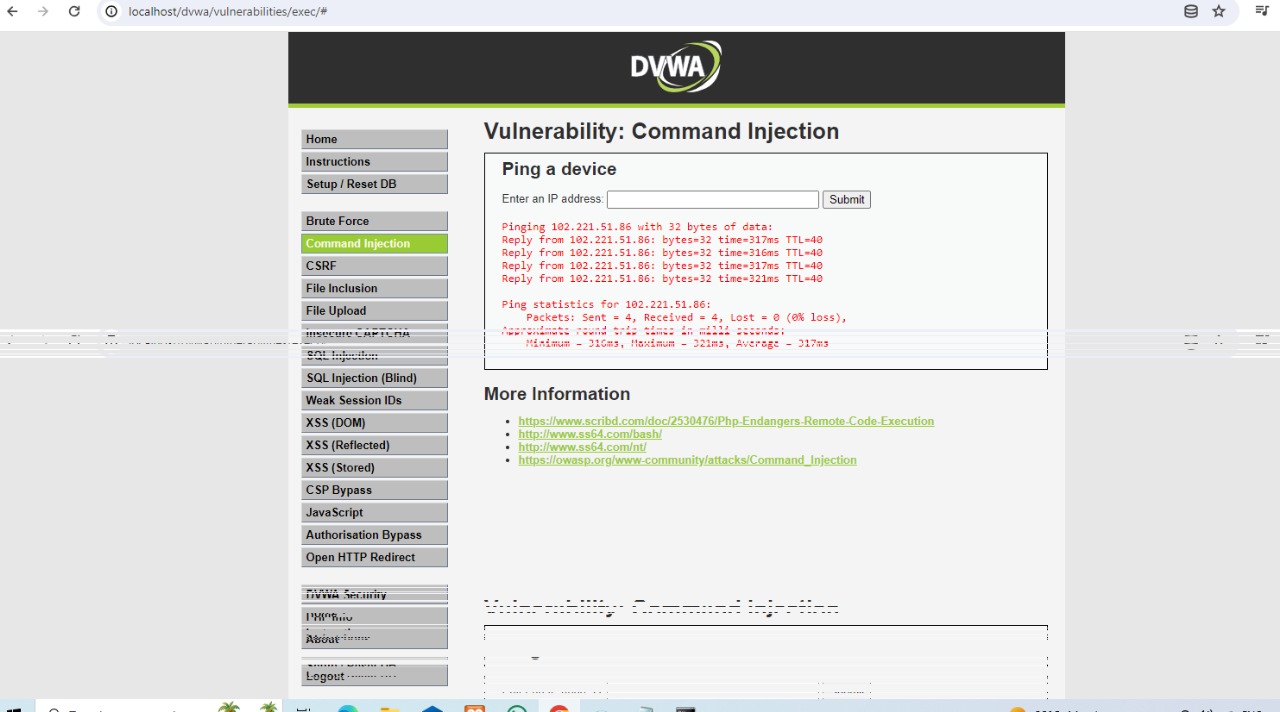 localhost/dvwa/vulnerabilities/exec/#
DVWA
Home
Instructions
Setup / Reset DB
Brute Force
Command Injection
CSRF
File Inclusion
File Upload
Insecure CAPTCHA
SQL Injection
SQL Injection (Blind)
Weak Session IDs
XSS (DOM)
XSS (Reflected)
XSS (Stored)
CSP Bypass
JavaScript
Authorisation Bypass
Open HTTP Redirect
DVWA Security
PHP Info
About
Logout
Vulnerability: Command Injection
Ping a device
Enter an IP address:
Submit
Pinging 102.221.51.86 with 32 bytes of data:
Reply from 102.221.51.86: bytes=32 time=317ms TTL=40
Reply from 102.221.51.86: bytes=32 time=316ms TTL=40
Reply from 102.221.51.86: bytes=32 time=317ms TTL=40
Reply from 102.221.51.86: bytes=32 time=321ms TTL=40
Ping statistics for 102.221.51.86:
Packets: Sent = 4, Received = 4, Lost = 0 (0% loss),
Approximate round trip times in milli-seconds:
Minimum = 316ms, Maximum = 321ms, Average = 317ms
More Information
https://www.scribd.com/doc/2530476/Php-Endangers-Remote-Code-Execution
http://www.ss64.com/bash/
http://www.ss64.com/nt/
https://owasp.org/www-community/attacks/Command_Injection
Vulnerability: Command Injection